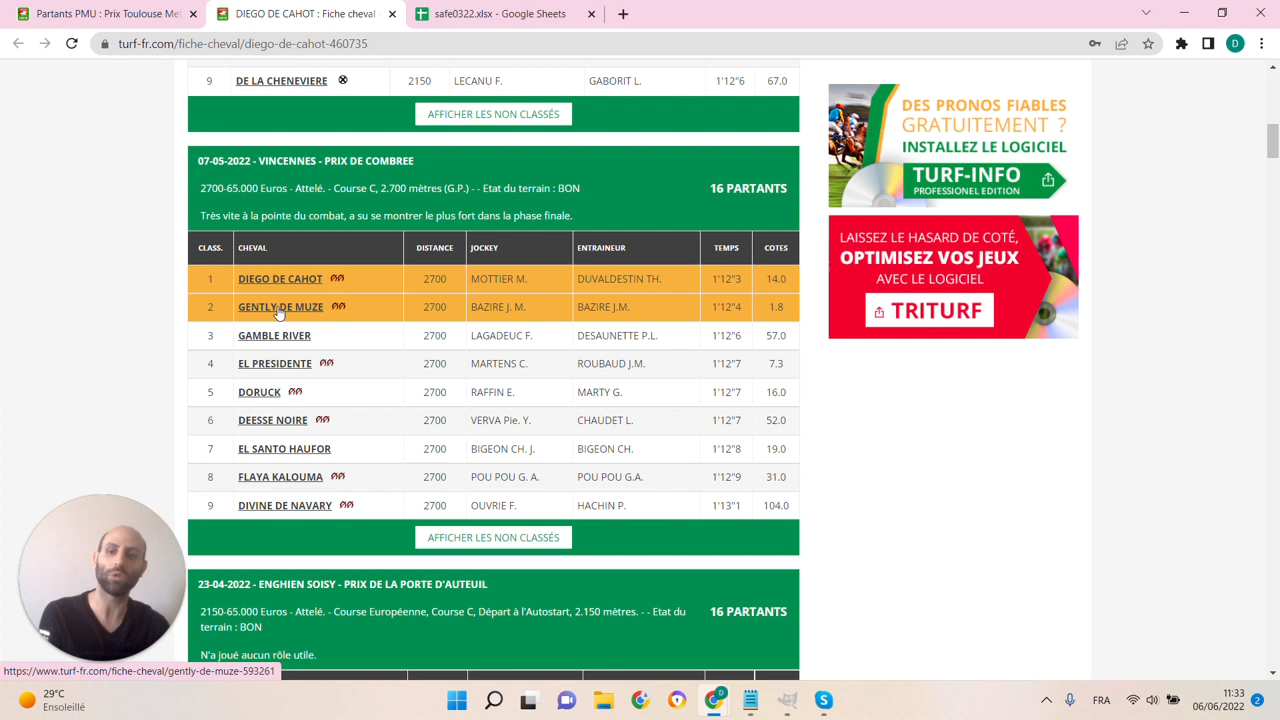 Partants PMU : Prix Toulouse Me
DIEGO DE CAHOT : Fiche cheval
safe0322.xlsx - Google Sheets
turf-fr.com/fiche-cheval/diego-de-cahot-460735
D
9 DE LA CHENEVIERE 2150 LECANU F. GABORIT L. 1'12"6 67.0
AFFICHER LES NON CLASSÉS
07-05-2022 - VINCENNES - PRIX DE COMBREE
2700-65.000 Euros - Attelé. - Course C, 2.700 mètres (G.P.) - - Etat du terrain : BON 16 PARTANTS
Très vite à la pointe du combat, a su se montrer le plus fort dans la phase finale.
CLASS. CHEVAL DISTANCE JOCKEY ENTRAINEUR TEMPS COTES
1 DIEGO DE CAHOT 2700 MOTTIER M. DUVALDESTIN TH. 1'12"3 14.0
2 GENTLY DE MUZE 2700 BAZIRE J. M. BAZIRE J.M. 1'12"4 1.8
3 GAMBLE RIVER 2700 LAGADEUC F. DESAUNETTE P.L. 1'12"6 57.0
4 EL PRESIDENTE 2700 MARTENS C. ROUBAUD J.M. 1'12"7 7.3
5 DORUCK 2700 RAFFIN E. MARTY G. 1'12"7 16.0
6 DEESSE NOIRE 2700 VERVA Pie. Y. CHAUDET L. 1'12"7 52.0
7 EL SANTO HAUFOR 2700 BIGEON CH. J. BIGEON CH. 1'12"8 19.0
8 FLAYA KALOUMA 2700 POU POU G. A. POU POU G.A. 1'12"9 31.0
9 DIVINE DE NAVARY 2700 OUVRIE F. HACHIN P. 1'13"1 104.0
AFFICHER LES NON CLASSÉS
23-04-2022 - ENGHIEN SOISY - PRIX DE LA PORTE D'AUTEUIL
2150-65.000 Euros - Attelé. - Course Européenne, Course C, Départ à l'Autostart, 2.150 mètres. - - Etat du 16 PARTANTS
terrain : BON
N'a joué aucun rôle utile.
DES PRONOS FIABLES
GRATUITEMENT ?
INSTALLEZ LE LOGICIEL
TURF-INFO
PROFESSIONEL EDITION
LAISSEZ LE HASARD DE COTÉ,
OPTIMISEZ VOS JEUX
AVEC LE LOGICIEL
TRITURF
https://www.turf-fr.com/fiche-cheval/gently-de-muze-593261
29°C
Ensoleillé
D
FRA
11:33
06/06/2022
2